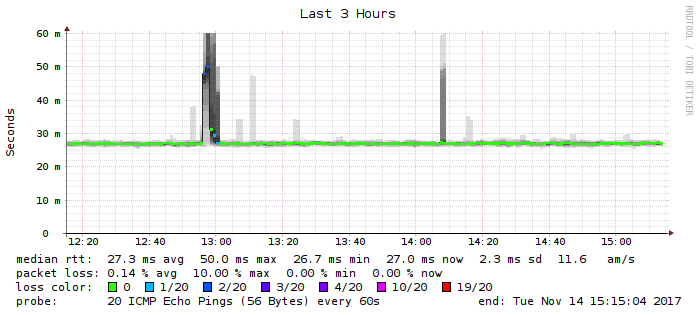 Last 3 Hours
RRDTOOL / TOBI OETIKER
Seconds
60 m
50 m
40 m
30 m
20 m
10 m
0
12:20 12:40 13:00 13:20 13:40 14:00 14:20 14:40 15:00
median rtt: 27.3 ms avg 50.0 ms max 26.7 ms min 27.0 ms now 2.3 ms sd 11.6 am/s
packet loss: 0.14 % avg 10.00 % max 0.00 % min 0.00 % now
loss color: 0 1/20 2/20 3/20 4/20 10/20 19/20
probe: 20 ICMP Echo Pings (56 Bytes) every 60s end: Tue Nov 14 15:15:04 2017